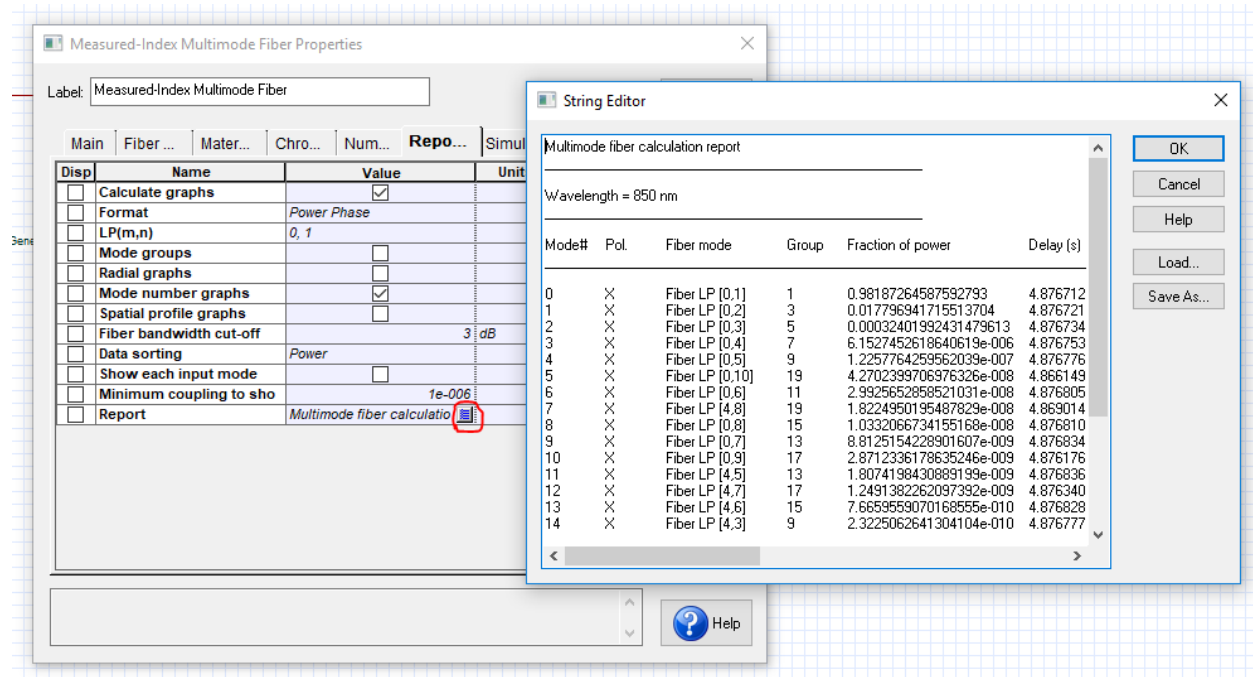 Measured-Index Multimode Fiber Properties
Label: Measured-Index Multimode Fiber
Main Fiber ... Mater... Chro... Num... Repo... Simul
Disp Name Value Unit
Calculate graphs
Format Power Phase
LP(m,n) 0, 1
Mode groups
Radial graphs
Mode number graphs
Spatial profile graphs
Fiber bandwidth cut-off 3 dB
Data sorting Power
Show each input mode
Minimum coupling to sho 1e-006
Report Multimode fiber calculatio
Help
Gene
String Editor
Multimode fiber calculation report
Wavelength = 850 nm
Mode# Pol. Fiber mode Group Fraction of power Delay (s)
0 X Fiber LP [0,1] 1 0.98187264587592793 4.876712
1 X Fiber LP [0,2] 3 0.017796941715513704 4.876721
2 X Fiber LP [0,3] 5 0.00032401992431479613 4.876734
3 X Fiber LP [0,4] 7 6.1527452618640619e-006 4.876753
4 X Fiber LP [0,5] 9 1.2257764259562039e-007 4.876776
5 X Fiber LP [0,10] 19 4.2702399706976326e-008 4.866149
6 X Fiber LP [0,6] 11 2.9925652858521031e-008 4.876805
7 X Fiber LP [4,8] 19 1.8224950195487829e-008 4.869014
8 X Fiber LP [0,8] 15 1.0332066734155168e-008 4.876810
9 X Fiber LP [0,7] 13 8.8125154228901607e-009 4.876834
10 X Fiber LP [0,9] 17 2.8712336178635246e-009 4.876176
11 X Fiber LP [4,5] 13 1.8074198430889199e-009 4.876836
12 X Fiber LP [4,7] 17 1.2491382262097392e-009 4.876340
13 X Fiber LP [4,6] 15 7.6659559070168555e-010 4.876828
14 X Fiber LP [4,3] 9 2.3225062641304104e-010 4.876777
OK
Cancel
Help
Load...
Save As...